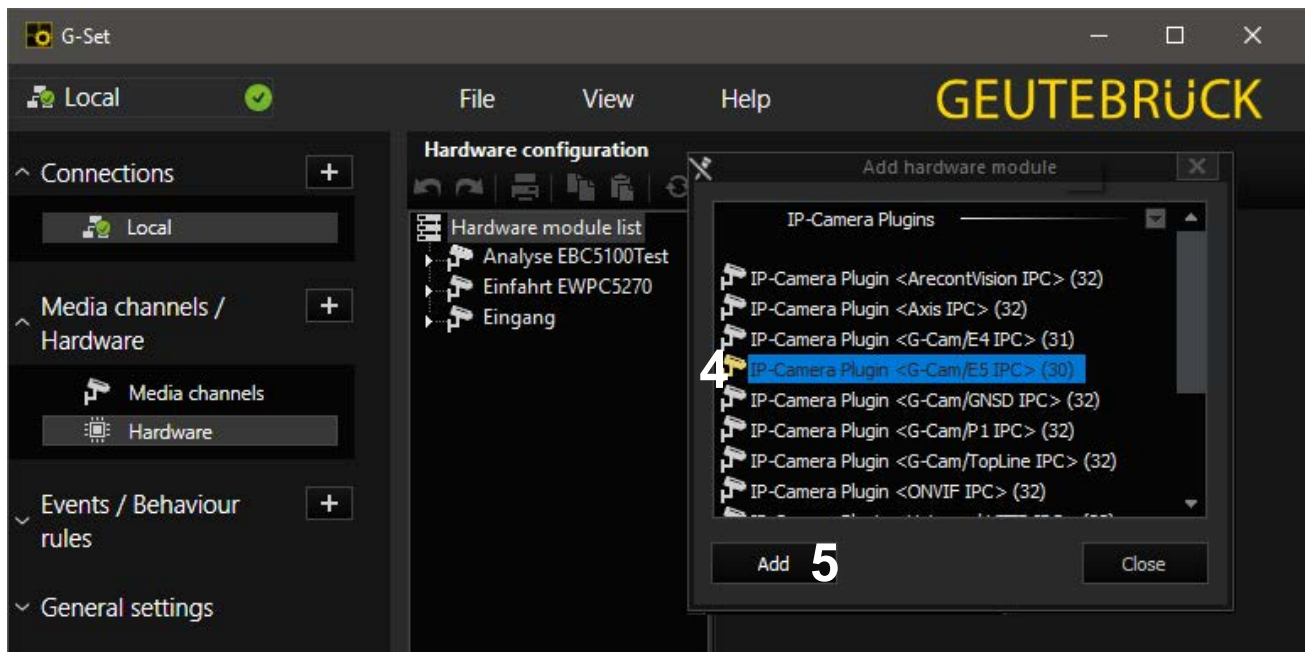 G-Set
Local
File View Help
GEUTEBRÜCK
Connections
Local
Media channels /
Hardware
Media channels
Hardware
Events / Behaviour
rules
General settings
Hardware configuration
Hardware module list
Analyse EBC5100Test
Einfahrt EWPC5270
Eingang
Add hardware module
IP-Camera Plugins
IP-Camera Plugin <ArecontVision IPC> (32)
IP-Camera Plugin <Axis IPC> (32)
IP-Camera Plugin <G-Cam/E4 IPC> (31)
4 IP-Camera Plugin <G-Cam/E5 IPC> (30)
IP-Camera Plugin <G-Cam/GNSD IPC> (32)
IP-Camera Plugin <G-Cam/P1 IPC> (32)
IP-Camera Plugin <G-Cam/TopLine IPC> (32)
IP-Camera Plugin <ONVIF IPC> (32)
Add 5 Close